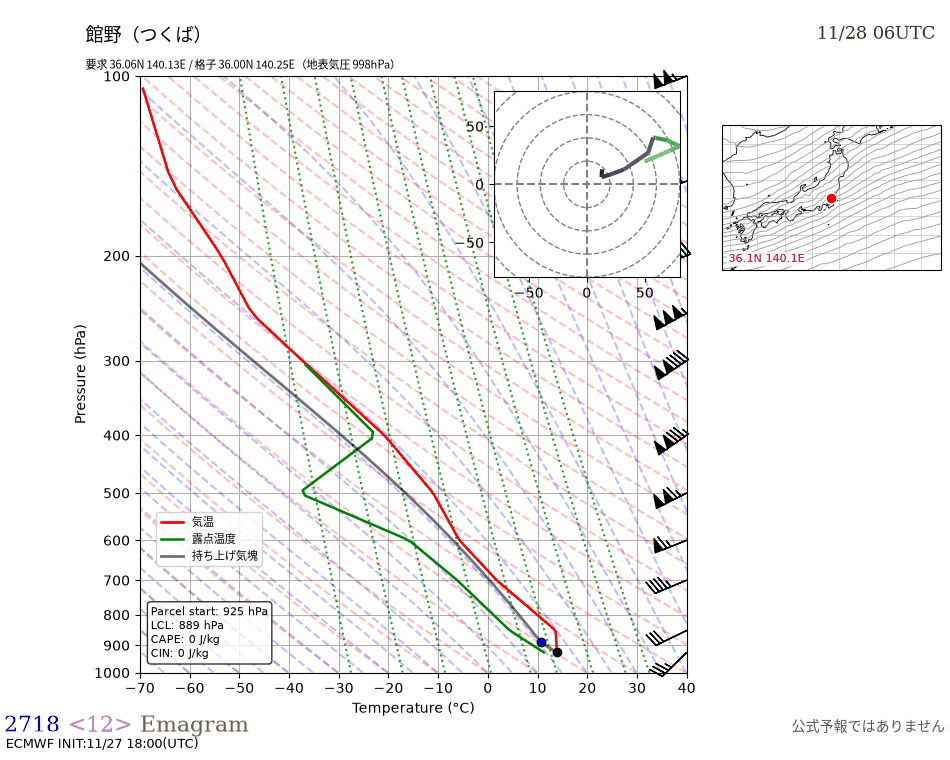 館野（つくば）
11/28 06UTC
要求 36.06N 140.13E / 格子 36.00N 140.25E（地表気圧 998hPa）
100
200
300
400
500
600
700
800
900
1000
Pressure (hPa)
−70 −60 −50 −40 −30 −20 −10 0 10 20 30 40
Temperature (°C)
50
0
−50
−50 0 50
気温
露点温度
持ち上げ気塊
Parcel start: 925 hPa
LCL: 889 hPa
CAPE: 0 J/kg
CIN: 0 J/kg
36.1N 140.1E
2718 <12> Emagram
ECMWF INIT:11/27 18:00(UTC)
公式予報ではありません